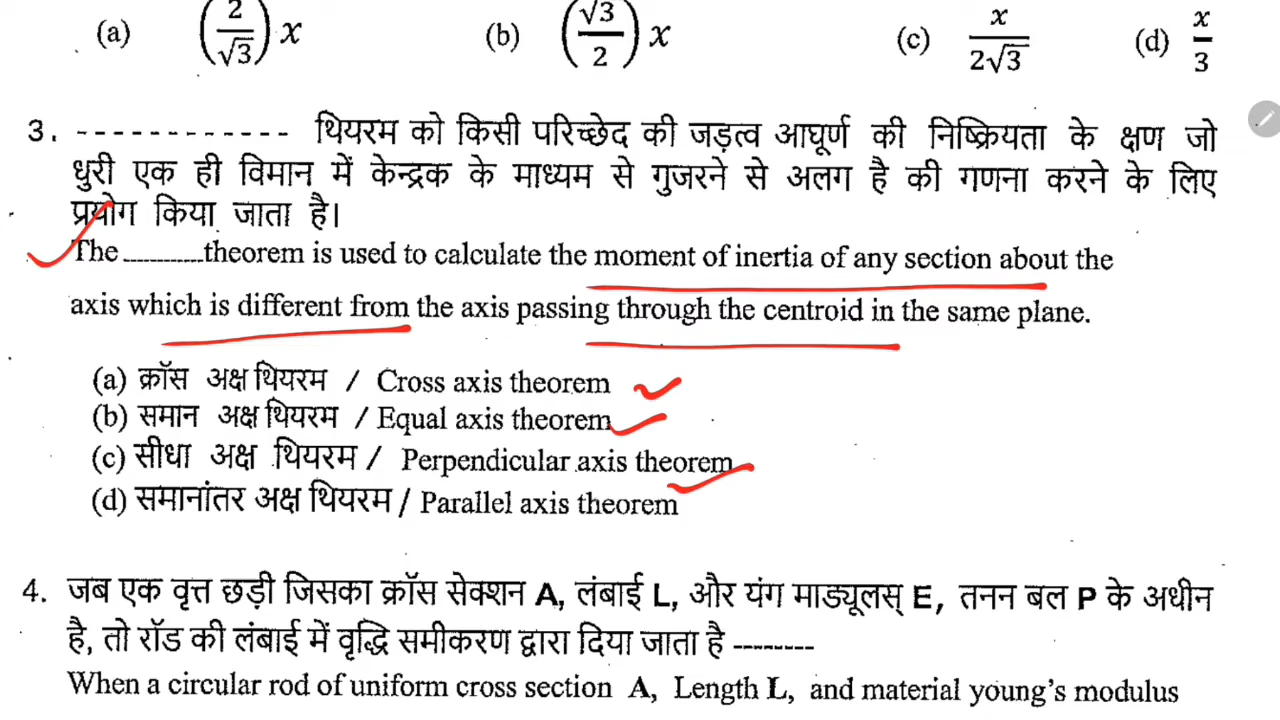 (a) (2/√3) x (b) (√3/2) x (c) x/2√3 (d) x/3
3. ------------- थियरम को किसी परिच्छेद की जड़त्व आघूर्ण की निष्क्रियता के क्षण जो
धुरी एक ही विमान में केन्द्रक के माध्यम से गुजरने से अलग है की गणना करने के लिए
प्रयोग किया जाता है।
The ............ theorem is used to calculate the moment of inertia of any section about the
axis which is different from the axis passing through the centroid in the same plane.
(a) क्रॉस अक्ष थियरम / Cross axis theorem
(b) समान अक्ष थियरम / Equal axis theorem
(c) सीधा अक्ष थियरम / Perpendicular axis theorem
(d) समानांतर अक्ष थियरम / Parallel axis theorem
4. जब एक वृत्त छड़ी जिसका क्रॉस सेक्शन A, लंबाई L, और यंग माड्यूलस् E, तनन बल P के अधीन
है, तो रॉड की लंबाई में वृद्धि समीकरण द्वारा दिया जाता है --------
When a circular rod of uniform cross section A, Length L, and material young's modulus